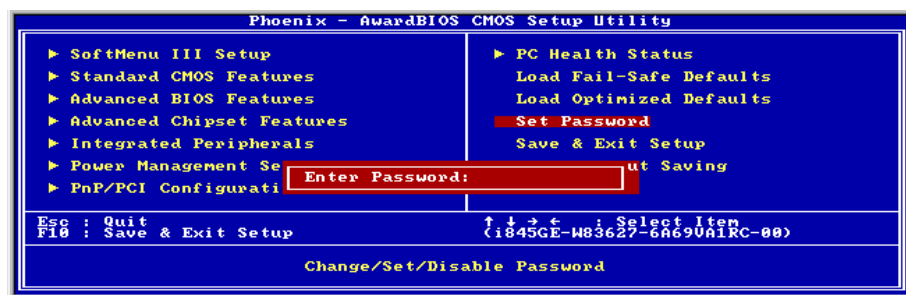 Phoenix - AwardBIOS CMOS Setup Utility
▶ SoftMenu III Setup
▶ Standard CMOS Features
▶ Advanced BIOS Features
▶ Advanced Chipset Features
▶ Integrated Peripherals
▶ Power Management Se
▶ PnP/PCI Configurati
▶ PC Health Status
Load Fail-Safe Defaults
Load Optimized Defaults
Set Password
Save & Exit Setup
ut Saving
Enter Password:
Esc : Quit
F10 : Save & Exit Setup
↑ ↓ → ← : Select Item
(i845GE-W83627-6A69VA1RC-00)
Change/Set/Disable Password